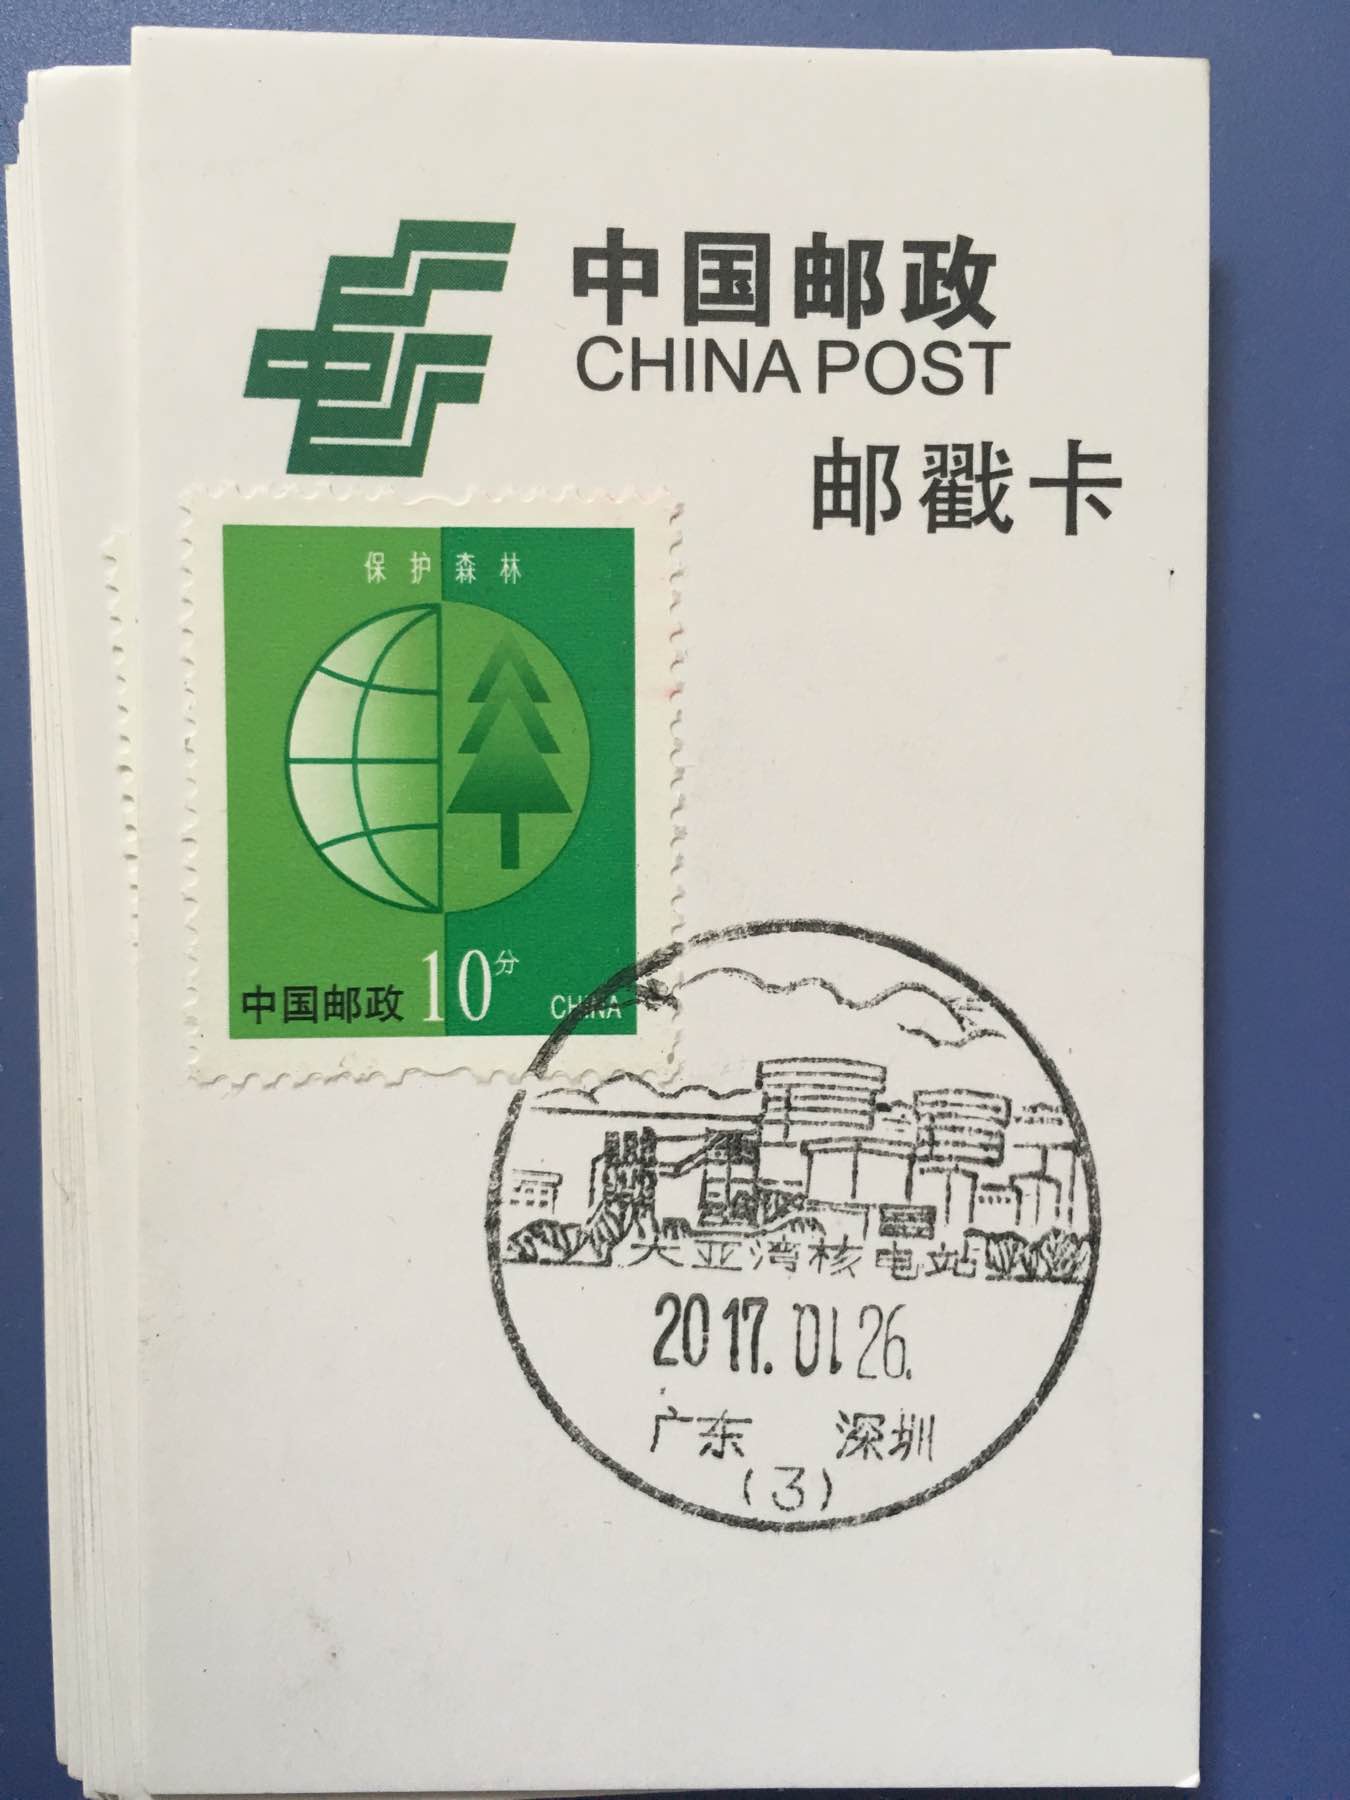 中国邮政
CHINA POST
邮戳卡
保护森林
中国邮政 10分 CHINA
大亚湾核电站
2017.01 26.
广东 深圳
(3)